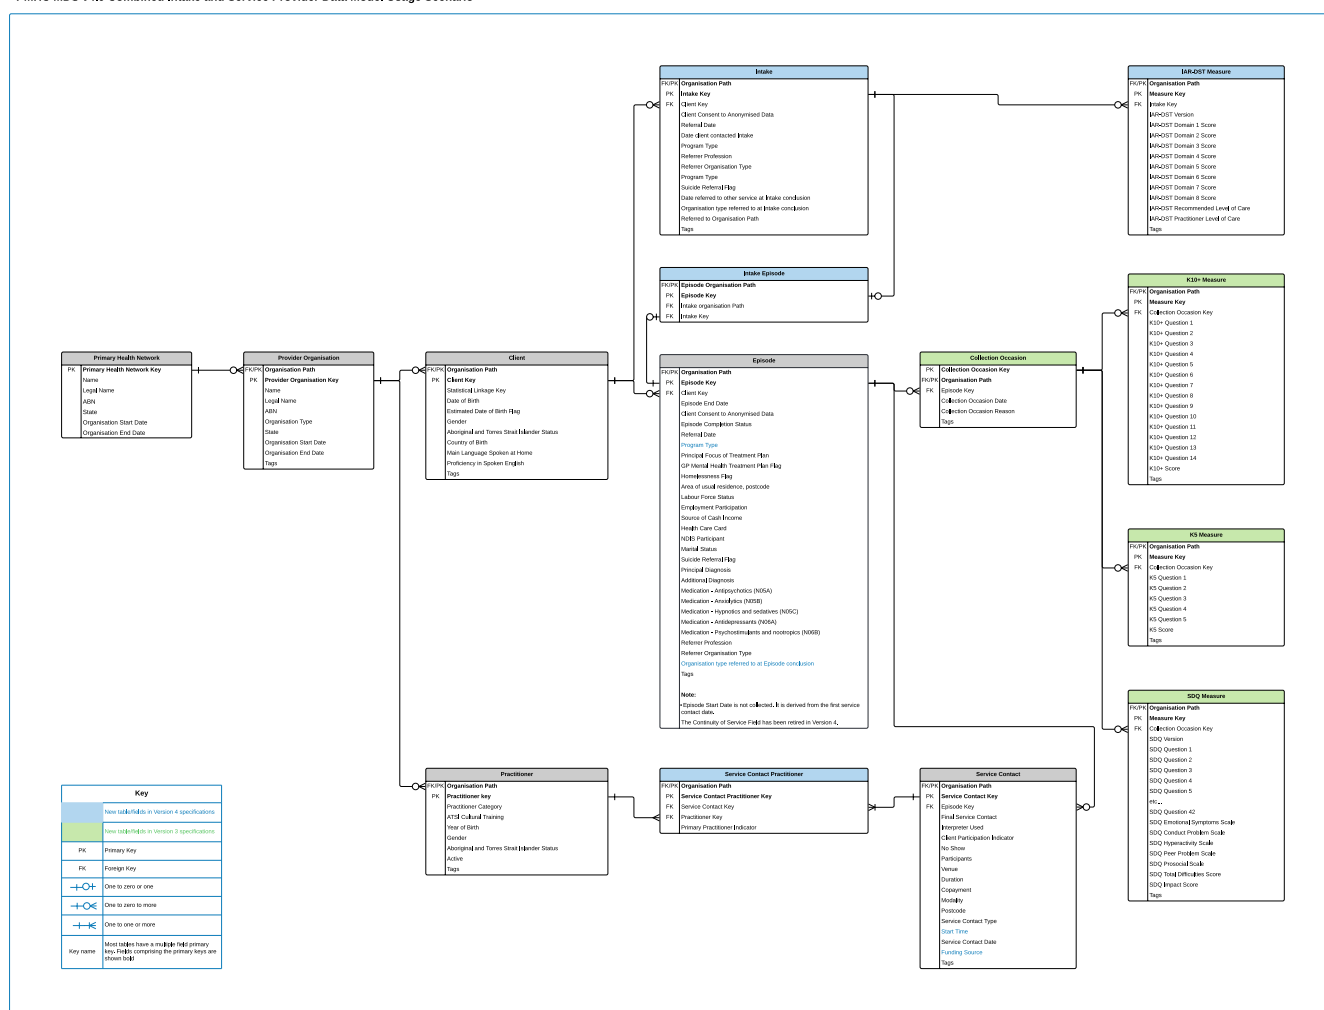 Intake
FK/PK Organisation Path
PK Intake Key
FK Client Key
Client Consent to Anonymised Data
Referral Date
Date client contacted Intake
Program Type
Referrer Profession
Referrer Organisation Type
Program Type
Suicide Referral Flag
Date referred to other service at Intake conclusion
Organisation type referred to at Intake conclusion
Referred to Organisation Path
Tags
IAR-DST Measure
FK/PK Organisation Path
PK Measure Key
FK Intake Key
IAR-DST Version
IAR-DST Domain 1 Score
IAR-DST Domain 2 Score
IAR-DST Domain 3 Score
IAR-DST Domain 4 Score
IAR-DST Domain 5 Score
IAR-DST Domain 6 Score
IAR-DST Domain 7 Score
IAR-DST Domain 8 Score
IAR-DST Recommended Level of Care
IAR-DST Practitioner Level of Care
Tags
Intake Episode
FK/PK Episode Organisation Path
PK Episode Key
FK Intake organisation Path
FK Intake Key
K10+ Measure
FK/PK Organisation Path
PK Measure Key
FK Collection Occasion Key
K10+ Question 1
K10+ Question 2
K10+ Question 3
K10+ Question 4
K10+ Question 5
K10+ Question 6
K10+ Question 7
K10+ Question 8
K10+ Question 9
K10+ Question 10
K10+ Question 11
K10+ Question 12
K10+ Question 13
K10+ Question 14
K10+ Score
Tags
Primary Health Network
PK Primary Health Network Key
Name
Legal Name
ABN
State
Organisation Start Date
Organisation End Date
Provider Organisation
FK/PK Organisation Path
PK Provider Organisation Key
Name
Legal Name
ABN
Organisation Type
State
Organisation Start Date
Organisation End Date
Tags
Client
FK/PK Organisation Path
PK Client Key
Statistical Linkage Key
Date of Birth
Estimated Date of Birth Flag
Gender
Aboriginal and Torres Strait Islander Status
Country of Birth
Main Language Spoken at Home
Proficiency in Spoken English
Tags
Episode
FK/PK Organisation Path
PK Episode Key
FK Client Key
Episode End Date
Client Consent to Anonymised Data
Episode Completion Status
Referral Date
Program Type
Principal Focus of Treatment Plan
GP Mental Health Treatment Plan Flag
Homelessness Flag
Area of usual residence, postcode
Labour Force Status
Employment Participation
Source of Cash Income
Health Care Card
NDIS Participant
Marital Status
Suicide Referral Flag
Principal Diagnosis
Additional Diagnosis
Medication - Antipsychotics (N05A)
Medication - Anxiolytics (N05B)
Medication - Hypnotics and sedatives (N05C)
Medication - Antidepressants (N06A)
Medication - Psychostimulants and nootropics (N06B)
Referrer Profession
Referrer Organisation Type
Organisation type referred to at Episode conclusion
Tags
Note:
•Episode Start Date is not collected. It is derived from the first service
contact date.
The Continuity of Service Field has been retired in Version 4.
Collection Occasion
PK Collection Occasion Key
FK/PK Organisation Path
FK Episode Key
Collection Occasion Date
Collection Occasion Reason
Tags
K5 Measure
FK/PK Organisation Path
PK Measure Key
FK Collection Occasion Key
K5 Question 1
K5 Question 2
K5 Question 3
K5 Question 4
K5 Question 5
K5 Score
Tags
SDQ Measure
FK/PK Organisation Path
PK Measure Key
FK Collection Occasion Key
SDQ Version
SDQ Question 1
SDQ Question 2
SDQ Question 3
SDQ Question 4
SDQ Question 5
etc...
SDQ Question 42
SDQ Emotional Symptoms Scale
SDQ Conduct Problem Scale
SDQ Hyperactivity Scale
SDQ Peer Problem Scale
SDQ Prosocial Scale
SDQ Total Difficulties Score
SDQ Impact Score
Tags
Practitioner
FK/PK Organisation Path
PK Practitioner key
Practitioner Category
ATSI Cultural Training
Year of Birth
Gender
Aboriginal and Torres Strait Islander Status
Active
Tags
Service Contact Practitioner
FK/PK Organisation Path
PK Service Contact Practitioner Key
FK Service Contact Key
FK Practitioner Key
Primary Practitioner Indicator
Service Contact
FK/PK Organisation Path
PK Service Contact Key
FK Episode Key
Final Service Contact
Interpreter Used
Client Participation Indicator
No Show
Participants
Venue
Duration
Copayment
Modality
Postcode
Service Contact Type
Start Time
Service Contact Date
Funding Source
Tags
Key
New table/fields in Version 4 specifications
New table/fields in Version 3 specifications
PK Primary Key
FK Foreign Key
One to zero or one
One to zero to more
One to one or more
Key name Most tables have a multiple field primary
key. Fields comprising the primary keys are
shown bold